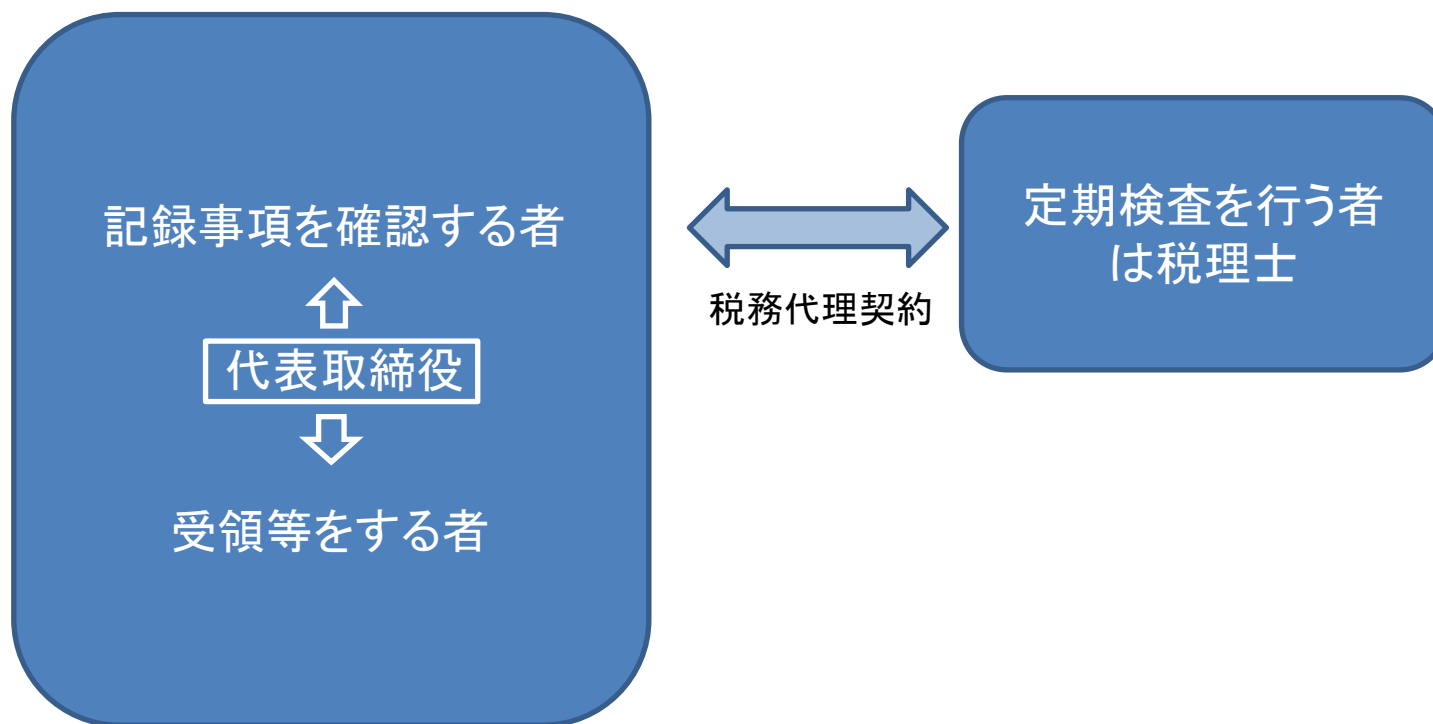 記録事項を確認する者
代表取締役
受領等をする者
税務代理契約
定期検査を行う者
は税理士